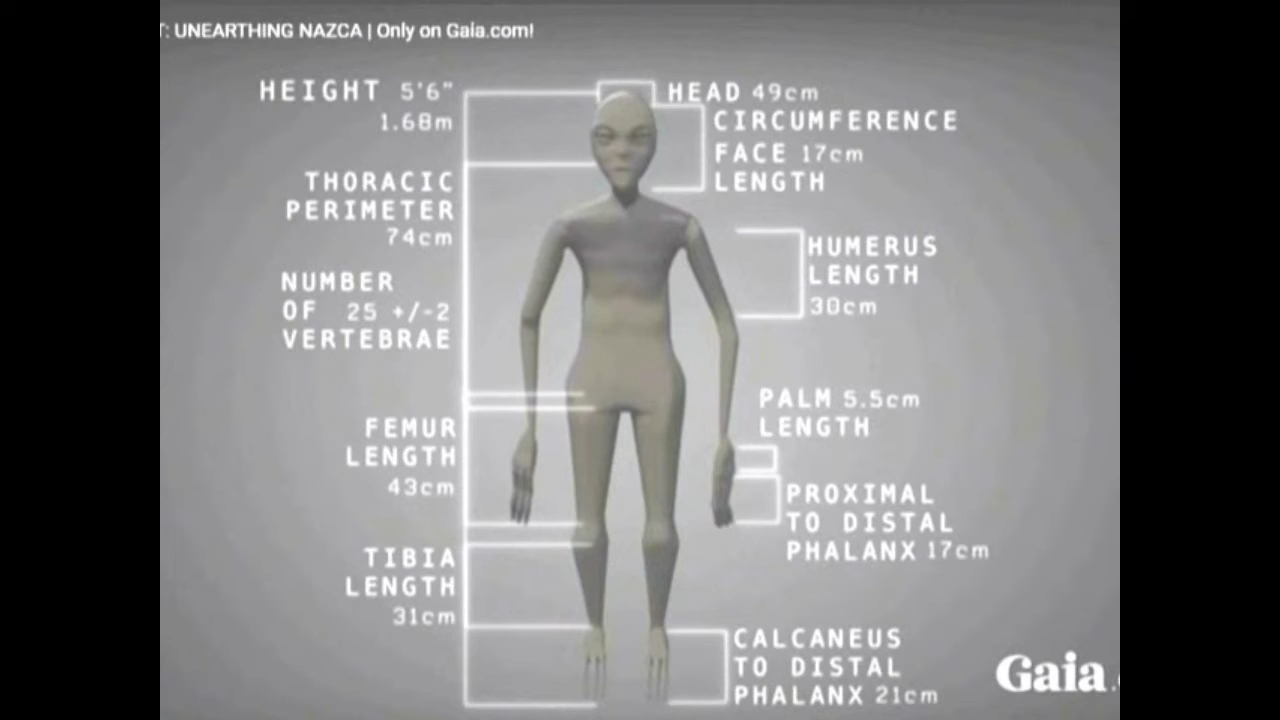 : UNEARTHING NAZCA | Only on Gaia.com!
HEIGHT 5'6"
1.68m
THORACIC
PERIMETER
74cm
NUMBER
OF 25 +/-2
VERTEBRAE
FEMUR
LENGTH
43cm
TIBIA
LENGTH
31cm
HEAD 49cm
CIRCUMFERENCE
FACE 17cm
LENGTH
HUMERUS
LENGTH
30cm
PALM 5.5cm
LENGTH
PROXIMAL
TO DISTAL
PHALANX 17cm
CALCANEUS
TO DISTAL
PHALANX 21cm
Gaia.